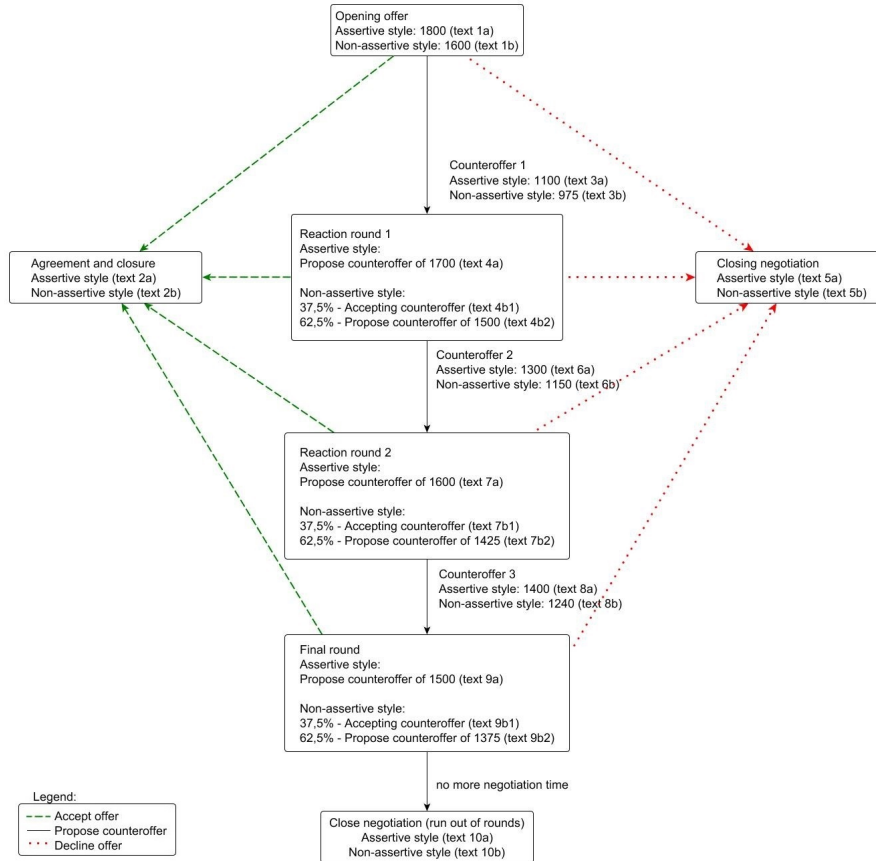 Opening offer
Assertive style: 1800 (text 1a)
Non-assertive style: 1600 (text 1b)
Counteroffer 1
Assertive style: 1100 (text 3a)
Non-assertive style: 975 (text 3b)
Reaction round 1
Assertive style:
Propose counteroffer of 1700 (text 4a)
Non-assertive style:
37,5% - Accepting counteroffer (text 4b1)
62,5% - Propose counteroffer of 1500 (text 4b2)
Agreement and closure
Assertive style (text 2a)
Non-assertive style (text 2b)
Closing negotiation
Assertive style (text 5a)
Non-assertive style (text 5b)
Counteroffer 2
Assertive style: 1300 (text 6a)
Non-assertive style: 1150 (text 6b)
Reaction round 2
Assertive style:
Propose counteroffer of 1600 (text 7a)
Non-assertive style:
37,5% - Accepting counteroffer (text 7b1)
62,5% - Propose counteroffer of 1425 (text 7b2)
Counteroffer 3
Assertive style: 1400 (text 8a)
Non-assertive style: 1240 (text 8b)
Final round
Assertive style:
Propose counteroffer of 1500 (text 9a)
Non-assertive style:
37,5% - Accepting counteroffer (text 9b1)
62,5% - Propose counteroffer of 1375 (text 9b2)
no more negotiation time
Close negotiation (run out of rounds)
Assertive style (text 10a)
Non-assertive style (text 10b)
Legend:
Accept offer
Propose counteroffer
Decline offer